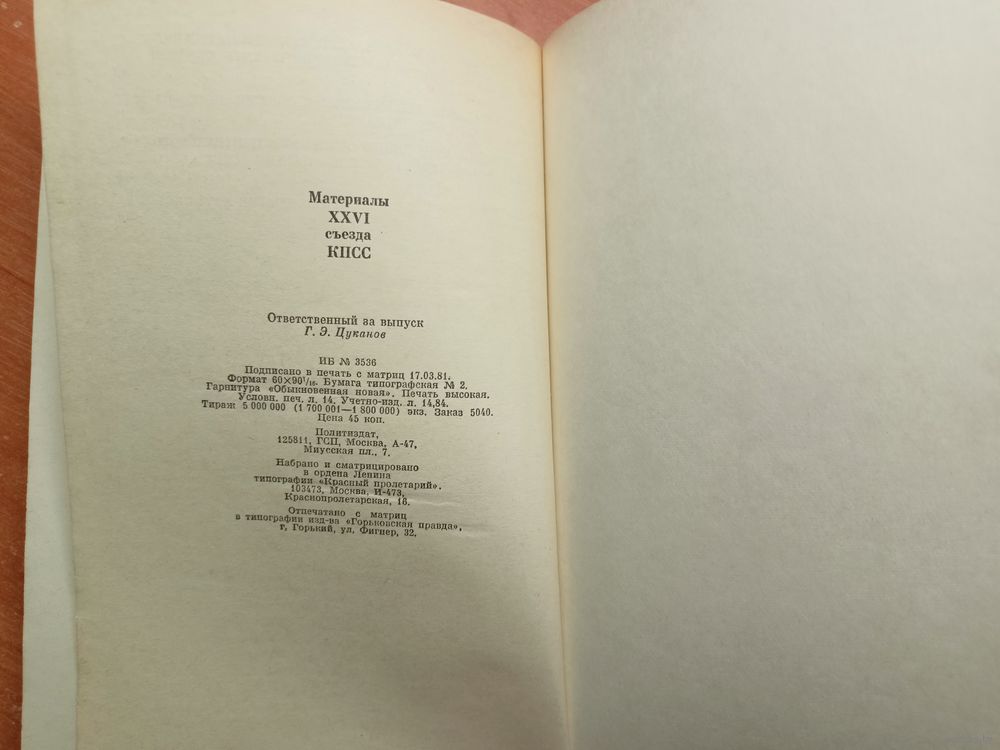 Материалы
XXVI
съезда
КПСС
Ответственный за выпуск
Г. Э. Цуканов
ИБ № 3536
Подписано в печать с матриц 17.03.81.
Формат 60×90¹/₁₆. Бумага типографская № 2.
Гарнитура «Обыкновенная новая». Печать высокая.
Условн. печ. л. 14. Учетно-изд. л. 14,84.
Тираж 5 000 000 (1 700 001—1 800 000) экз. Заказ 5040.
Цена 45 коп.
Политиздат,
125811, ГСП, Москва, А-47,
Миусская пл., 7.
Набрано и сматрицировано
в ордена Ленина
типографии «Красный пролетарий».
103473, Москва, И-473,
Краснопролетарская, 16.
Отпечатано с матриц
в типографии изд-ва «Горьковская правда»,
г. Горький, ул. Фигнер, 32.